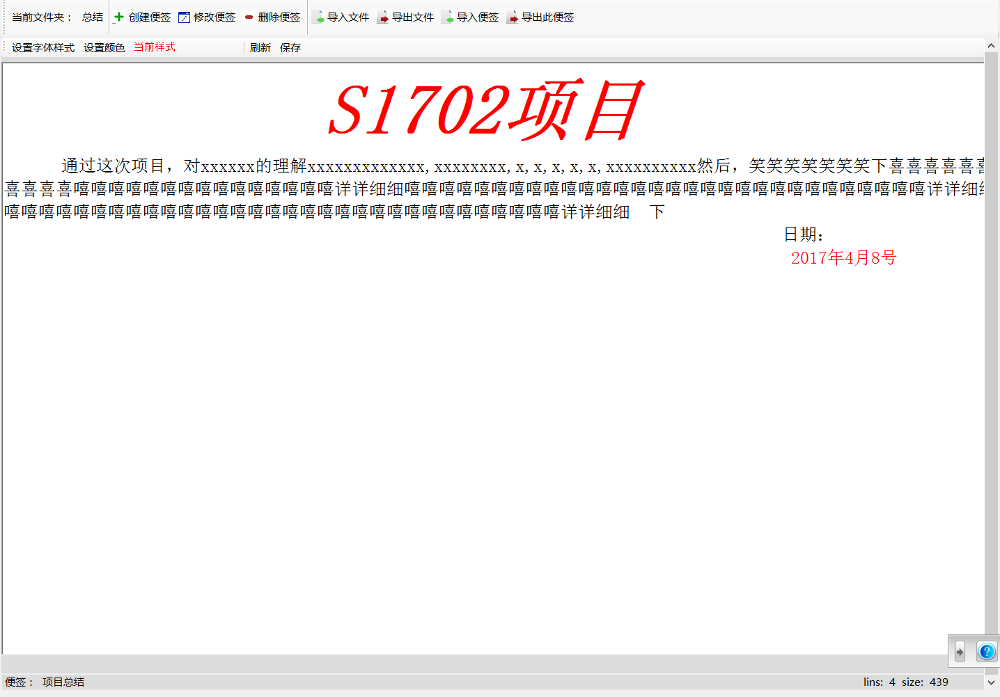 当前文件夹： 总结 创建便签 修改便签 删除便签 导入文件 导出文件 导入便签 导出此便签
设置字体样式 设置颜色 当前样式 刷新 保存
S1702项目
通过这次项目，对xxxxxx的理解xxxxxxxxxxxxx,xxxxxxxx,x,x,x,x,x,xxxxxxxxxx然后，笑笑笑笑笑笑笑下喜喜喜喜喜喜
喜喜喜喜嘻嘻嘻嘻嘻嘻嘻嘻嘻嘻嘻嘻嘻嘻嘻详详细细嘻嘻嘻嘻嘻嘻嘻嘻嘻嘻嘻嘻嘻嘻嘻嘻嘻嘻嘻嘻嘻嘻嘻嘻嘻嘻嘻嘻嘻嘻详详细细
嘻嘻嘻嘻嘻嘻嘻嘻嘻嘻嘻嘻嘻嘻嘻嘻嘻嘻嘻嘻嘻嘻嘻嘻嘻嘻嘻嘻嘻嘻嘻嘻详详细细 下
日期：
2017年4月8号
便签： 项目总结 lins: 4 size: 439